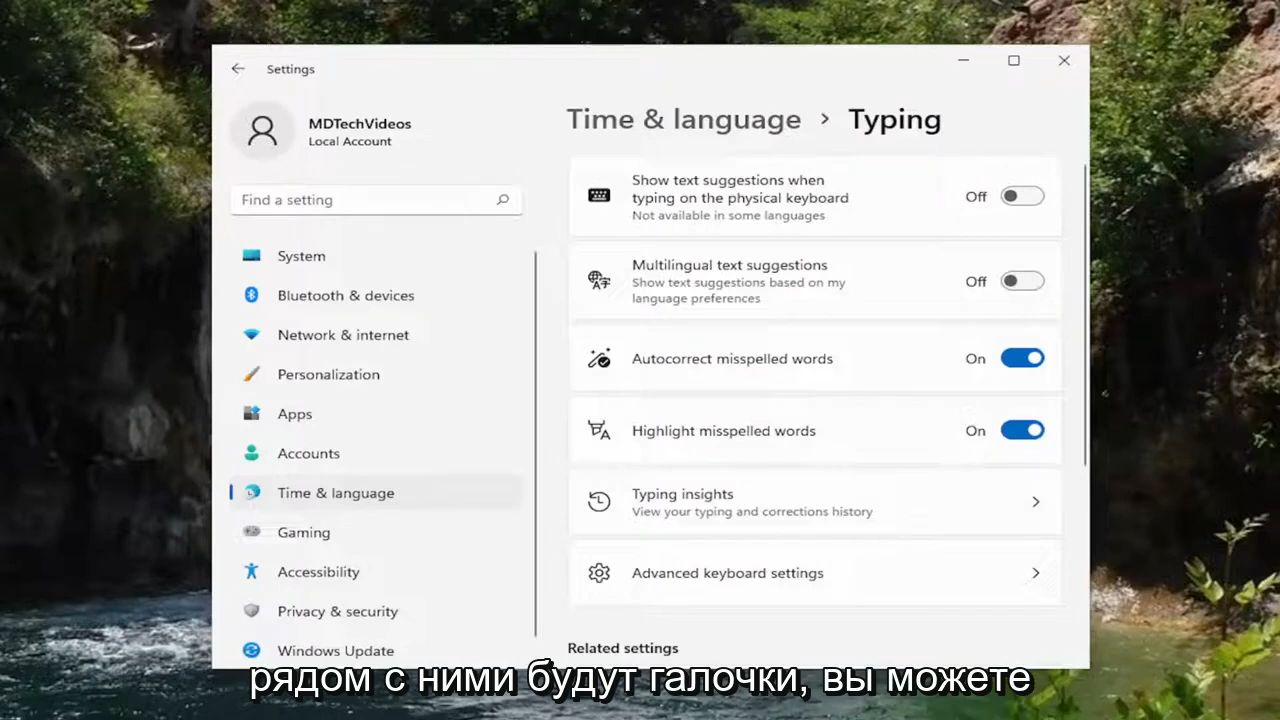 Settings
MDTechVideos
Local Account
Find a setting
System
Bluetooth & devices
Network & internet
Personalization
Apps
Accounts
Time & language
Gaming
Accessibility
Privacy & security
Windows Update
Time & language > Typing
Show text suggestions when
typing on the physical keyboard
Not available in some languages
Off
Multilingual text suggestions
Show text suggestions based on my
language preferences
Off
Autocorrect misspelled words
On
Highlight misspelled words
On
Typing insights
View your typing and corrections history
Advanced keyboard settings
Related settings
рядом с ними будут галочки, вы можете